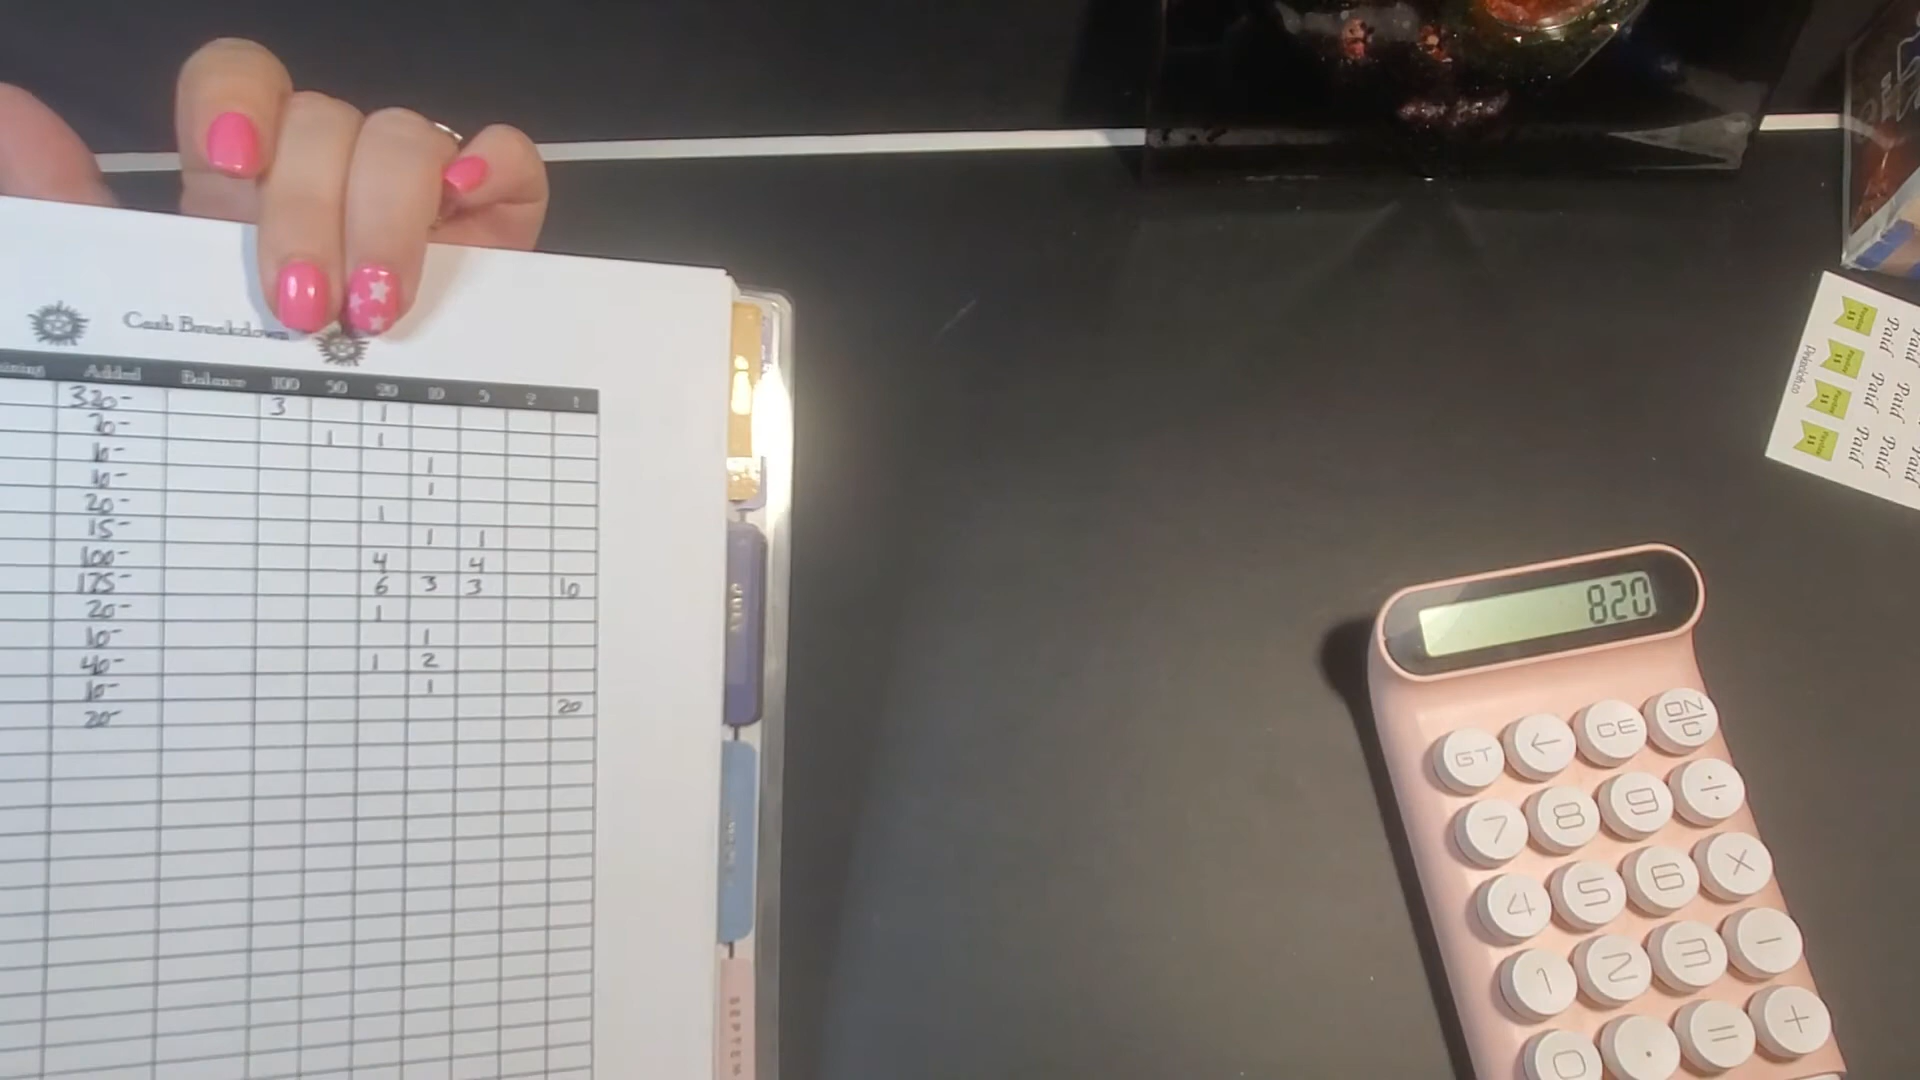 Cash Breakdown
Added Balance 100 50 20 10 5 2 1
320- 3 1
70- 1 1
10- 1
10- 1
20- 1
15- 1 1
100- 4 4
175- 6 3 3 10
20- 1
10- 1
40- 1 2
10- 1
20- 20
JULY
SEPTEM
Paid
Paid
Paid
Paid
Paid
Paid
820
GT ← CE ON/C
7 8 9 ÷
4 5 6 ×
1 2 3 −
0 . = +